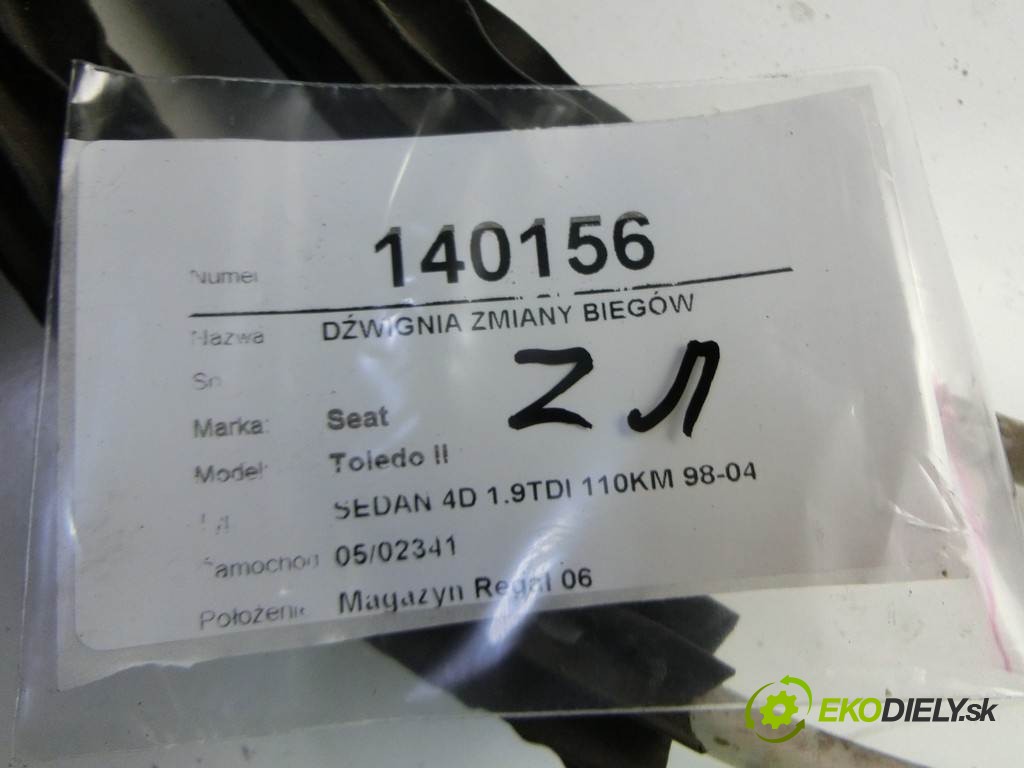 Numer 140156
Nazwa DŹWIGNIA ZMIANY BIEGÓW
Sn
Marka: Seat
Model: Toledo II
SEDAN 4D 1.9TDI 110KM 98-04
Samochód 05/02341
Położenie Magazyn Regał 06
EKODIELY.sk